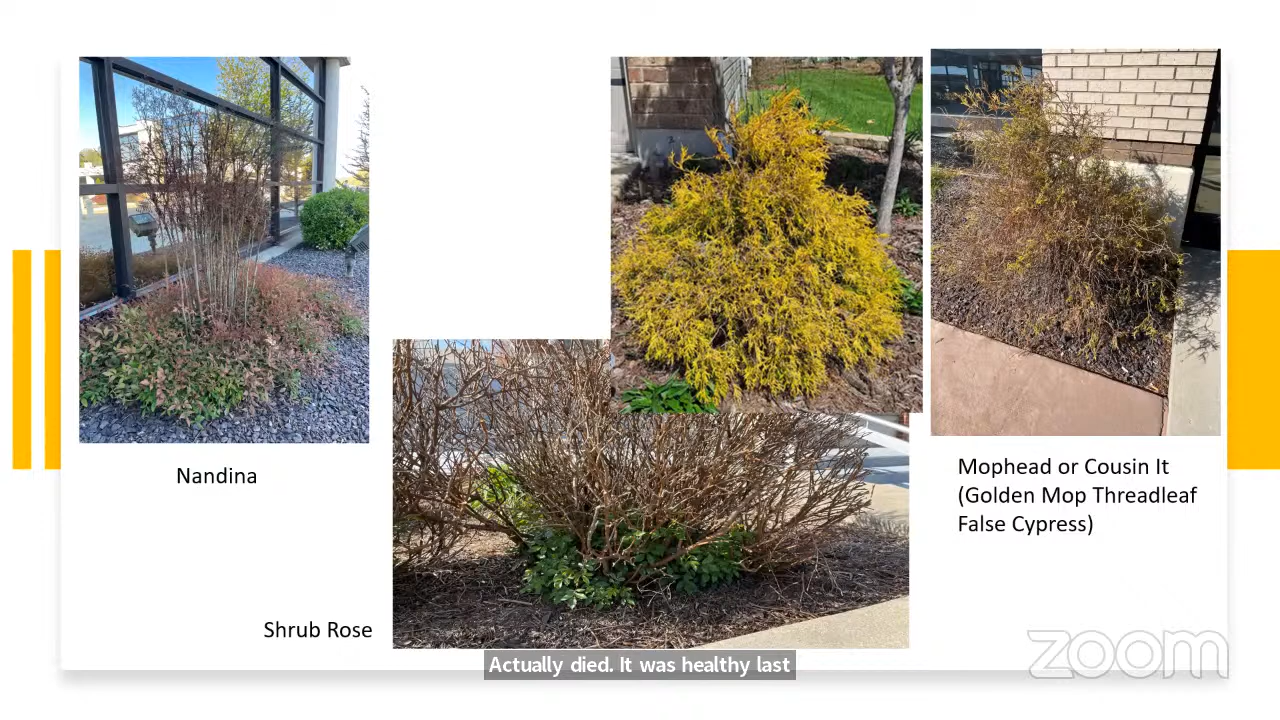 Nandina
Mophead or Cousin It
(Golden Mop Threadleaf
False Cypress)
Shrub Rose
zoom
Actually died. It was healthy last